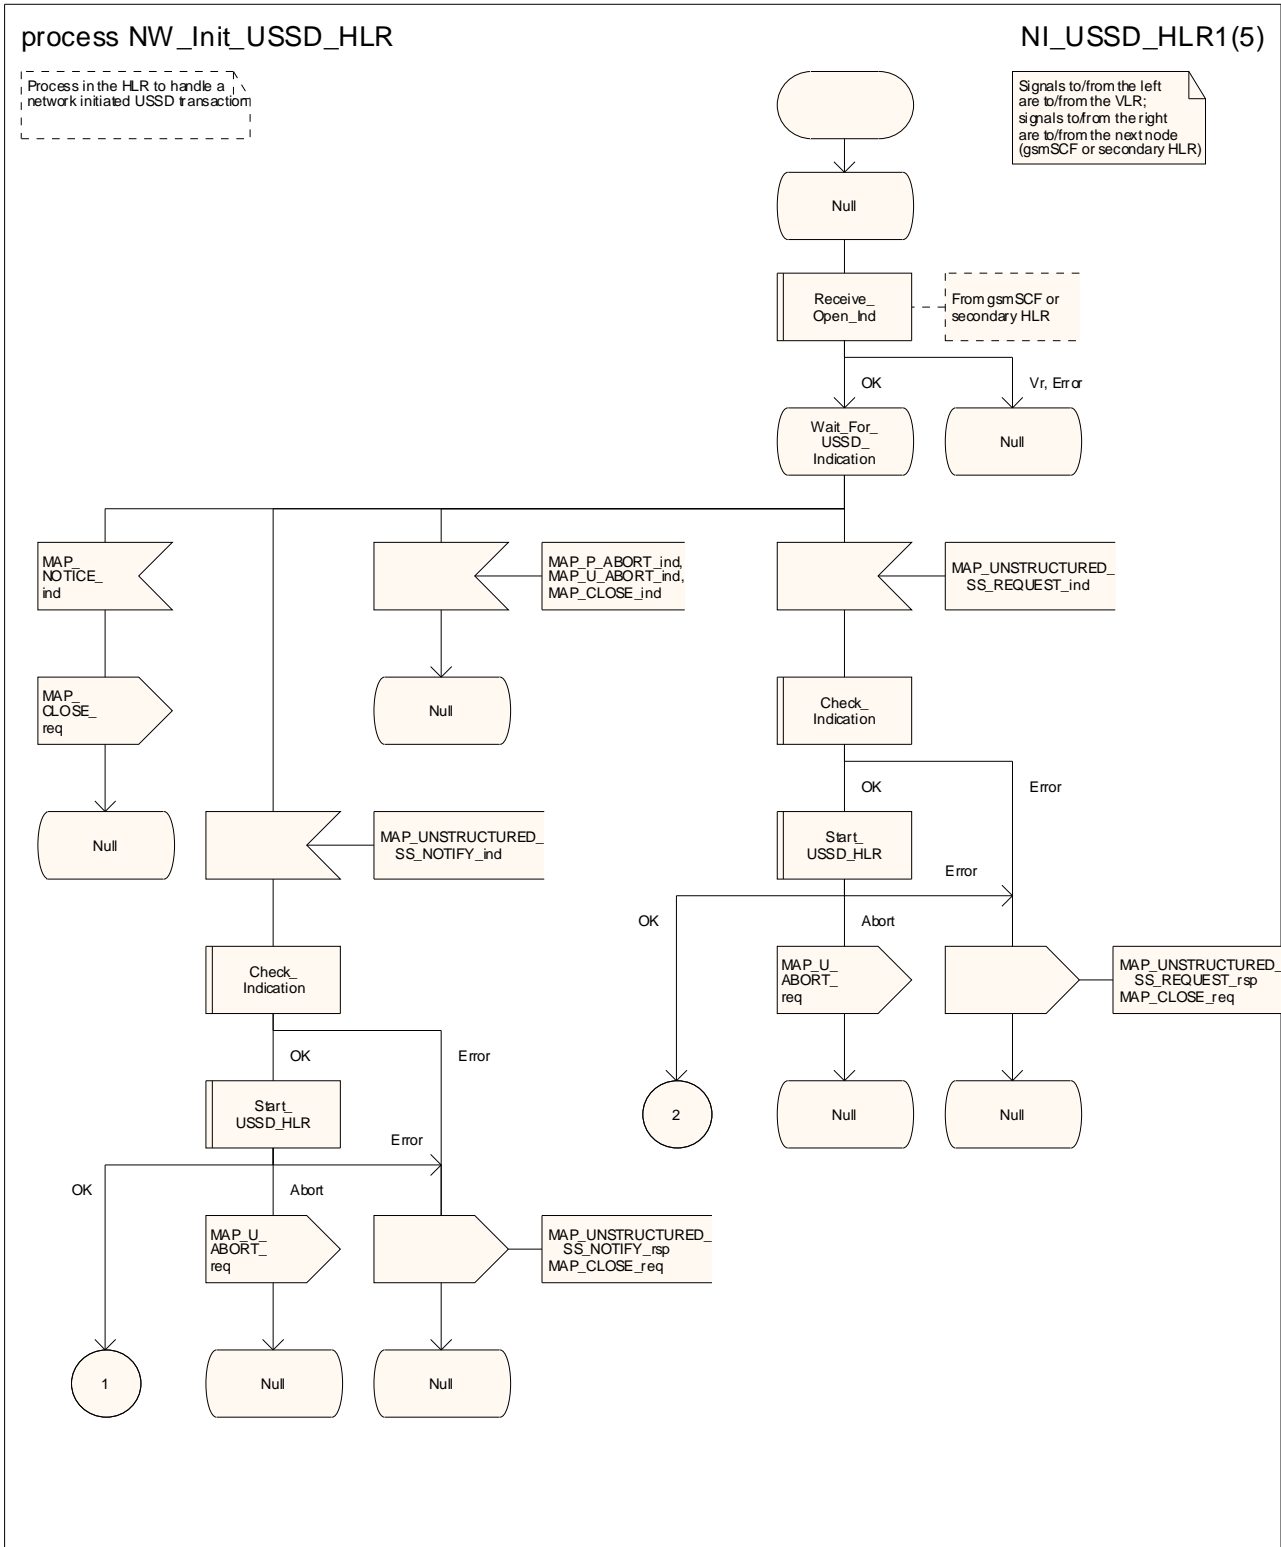 process NW_Init_USSD_HLR
NI_USSD_HLR1(5)
Process in the HLR to handle a
network initiated USSD transaction
Signals to/from the left
are to/from the VLR;
signals to/from the right
are to/from the next node
(gsmSCF or secondary HLR)
Null
Receive_
Open_Ind
From gsmSCF or
secondary HLR
OK
Vr, Error
Wait_For_
USSD_
Indication
Null
MAP_
NOTICE_
ind
MAP_P_ABORT_ind,
MAP_U_ABORT_ind,
MAP_CLOSE_ind
MAP_UNSTRUCTURED_
SS_REQUEST_ind
MAP_
CLOSE_
req
Null
Check_
Indication
OK
Error
Null
MAP_UNSTRUCTURED_
SS_NOTIFY_ind
Start_
USSD_HLR
Error
OK
Abort
Check_
Indication
MAP_U_
ABORT_
req
MAP_UNSTRUCTURED_
SS_REQUEST_rsp
MAP_CLOSE_req
OK
Error
Start_
USSD_HLR
2
Null
Null
Error
OK
Abort
MAP_U_
ABORT_
req
MAP_UNSTRUCTURED_
SS_NOTIFY_rsp
MAP_CLOSE_req
1
Null
Null